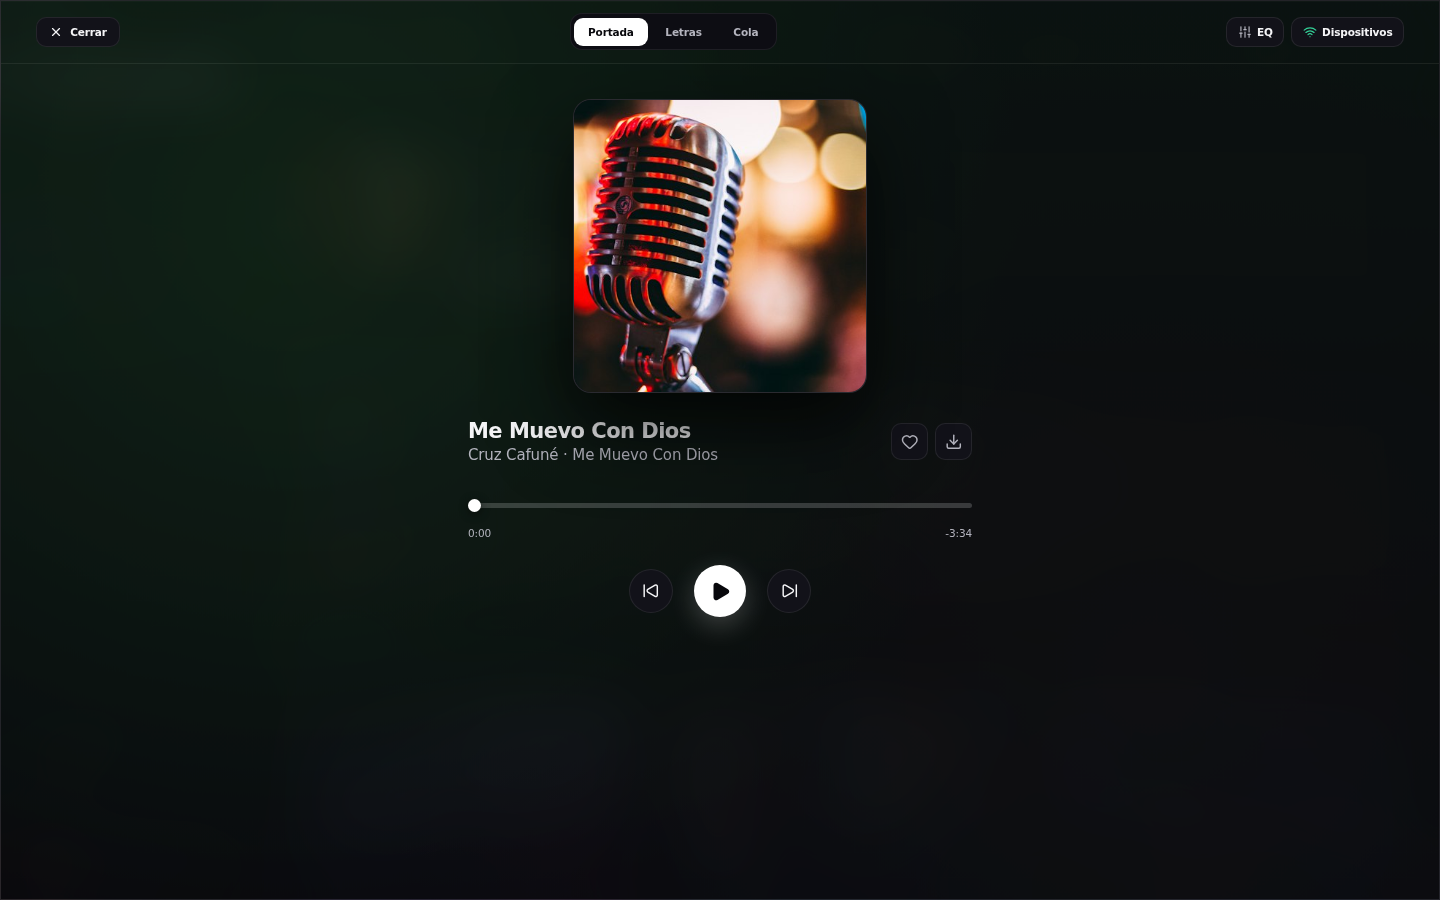 Cerrar
Portada
Letras
Cola
EQ
Dispositivos
Me Muevo Con Dios
Cruz Cafuné · Me Muevo Con Dios
0:00
-3:34